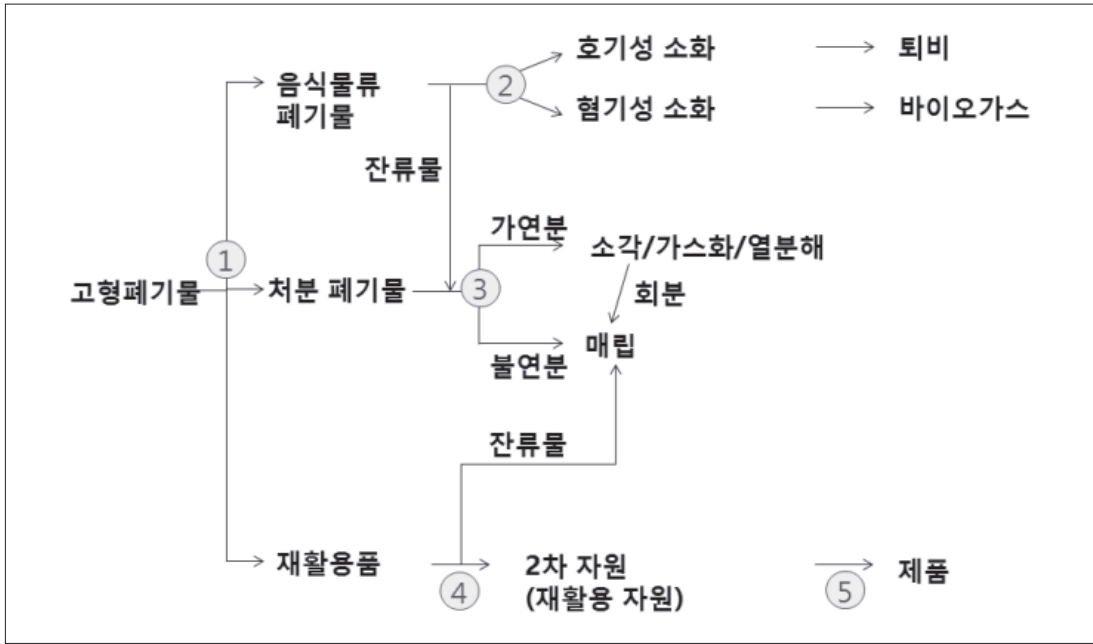 호기성 소화
퇴비
음식물류
폐기물
②
혐기성 소화
바이오가스
잔류물
가연분
소각/가스화/열분해
①
고형폐기물
처분 폐기물
③
회분
매립
불연분
잔류물
재활용품
④
2차 자원
(재활용 자원)
⑤
제품